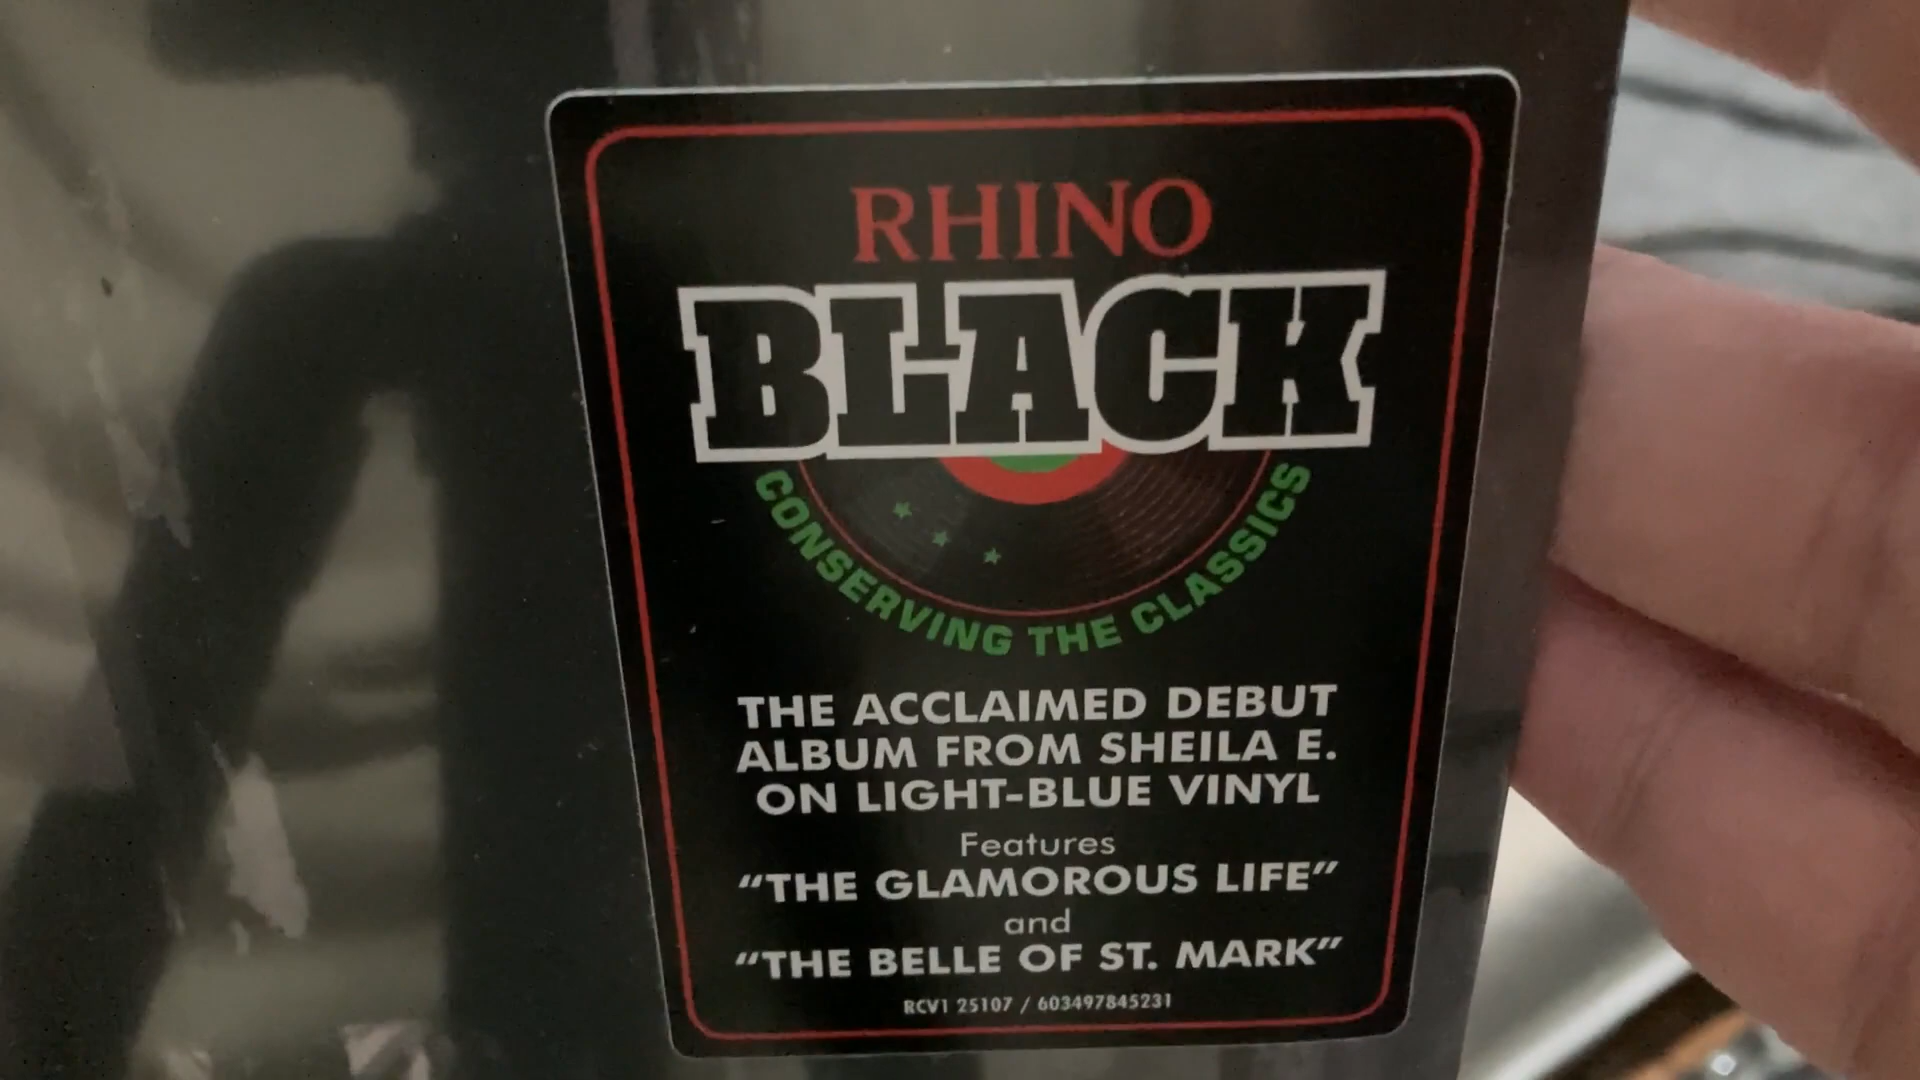 RHINO
BLACK
CONSERVING THE CLASSICS
THE ACCLAIMED DEBUT
ALBUM FROM SHEILA E.
ON LIGHT-BLUE VINYL
Features
“THE GLAMOROUS LIFE”
and
“THE BELLE OF ST. MARK”
RCV1 25107 / 603497845231